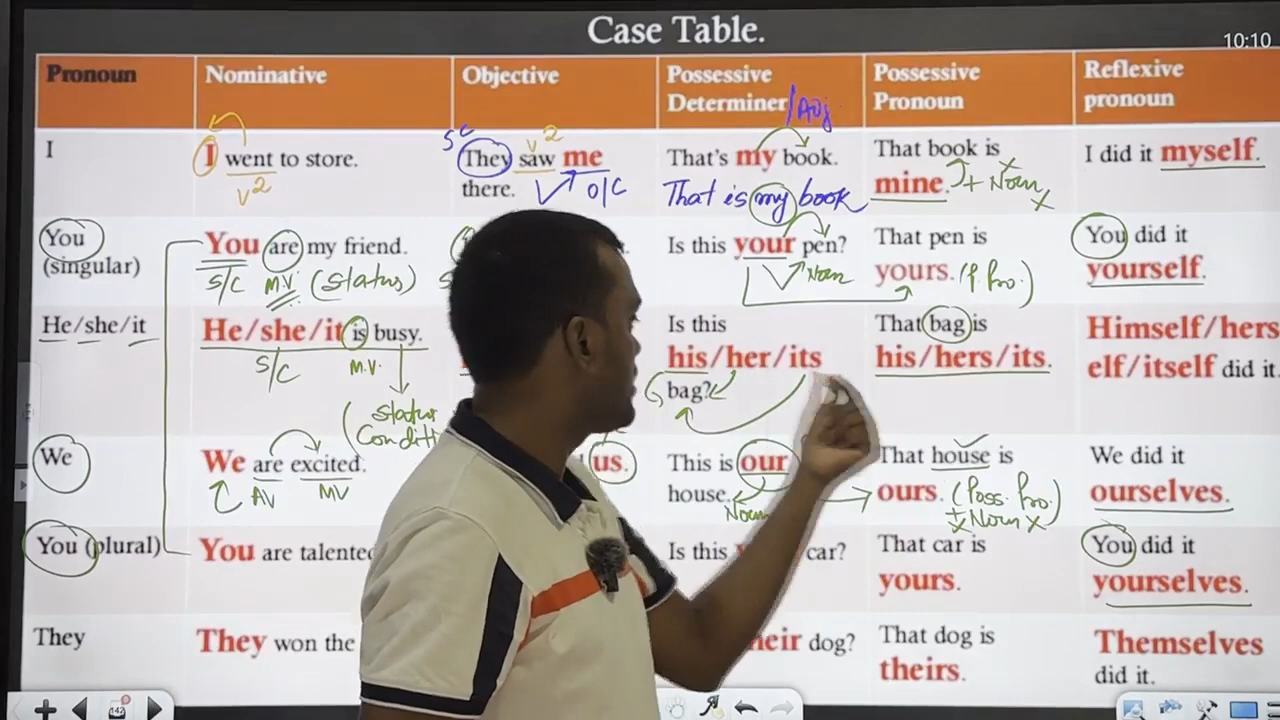 Case Table.
10:10
Pronoun
Nominative
Objective
Possessive
Determiner/Adj.
Possessive
Pronoun
Reflexive
pronoun
I
I went to store.
V2
S/C
V2
They saw me
there.
O/C
That's my book.
That is my book
That book is
mine. + Noun x
I did it myself.
You
(singular)
You are my friend.
S/C M.V. (status)
Is this your pen?
Noun
That pen is
yours. (P. Pro.)
You did it
yourself.
He/she/it
He/she/it is busy.
S/C M.V.
(status
Is this
his/her/its
bag?
That bag is
his/hers/its.
Himself/hers
elf/itself did it.
We
We are excited.
AV MV
us.
This is our
house.
Noun
That house is
ours. (Poss. Pro.)
+ Noun x
We did it
ourselves.
You (plural)
You are talente
Is this
car?
That car is
yours.
You did it
yourselves.
They
They won the
heir dog?
That dog is
theirs.
Themselves
did it.
142